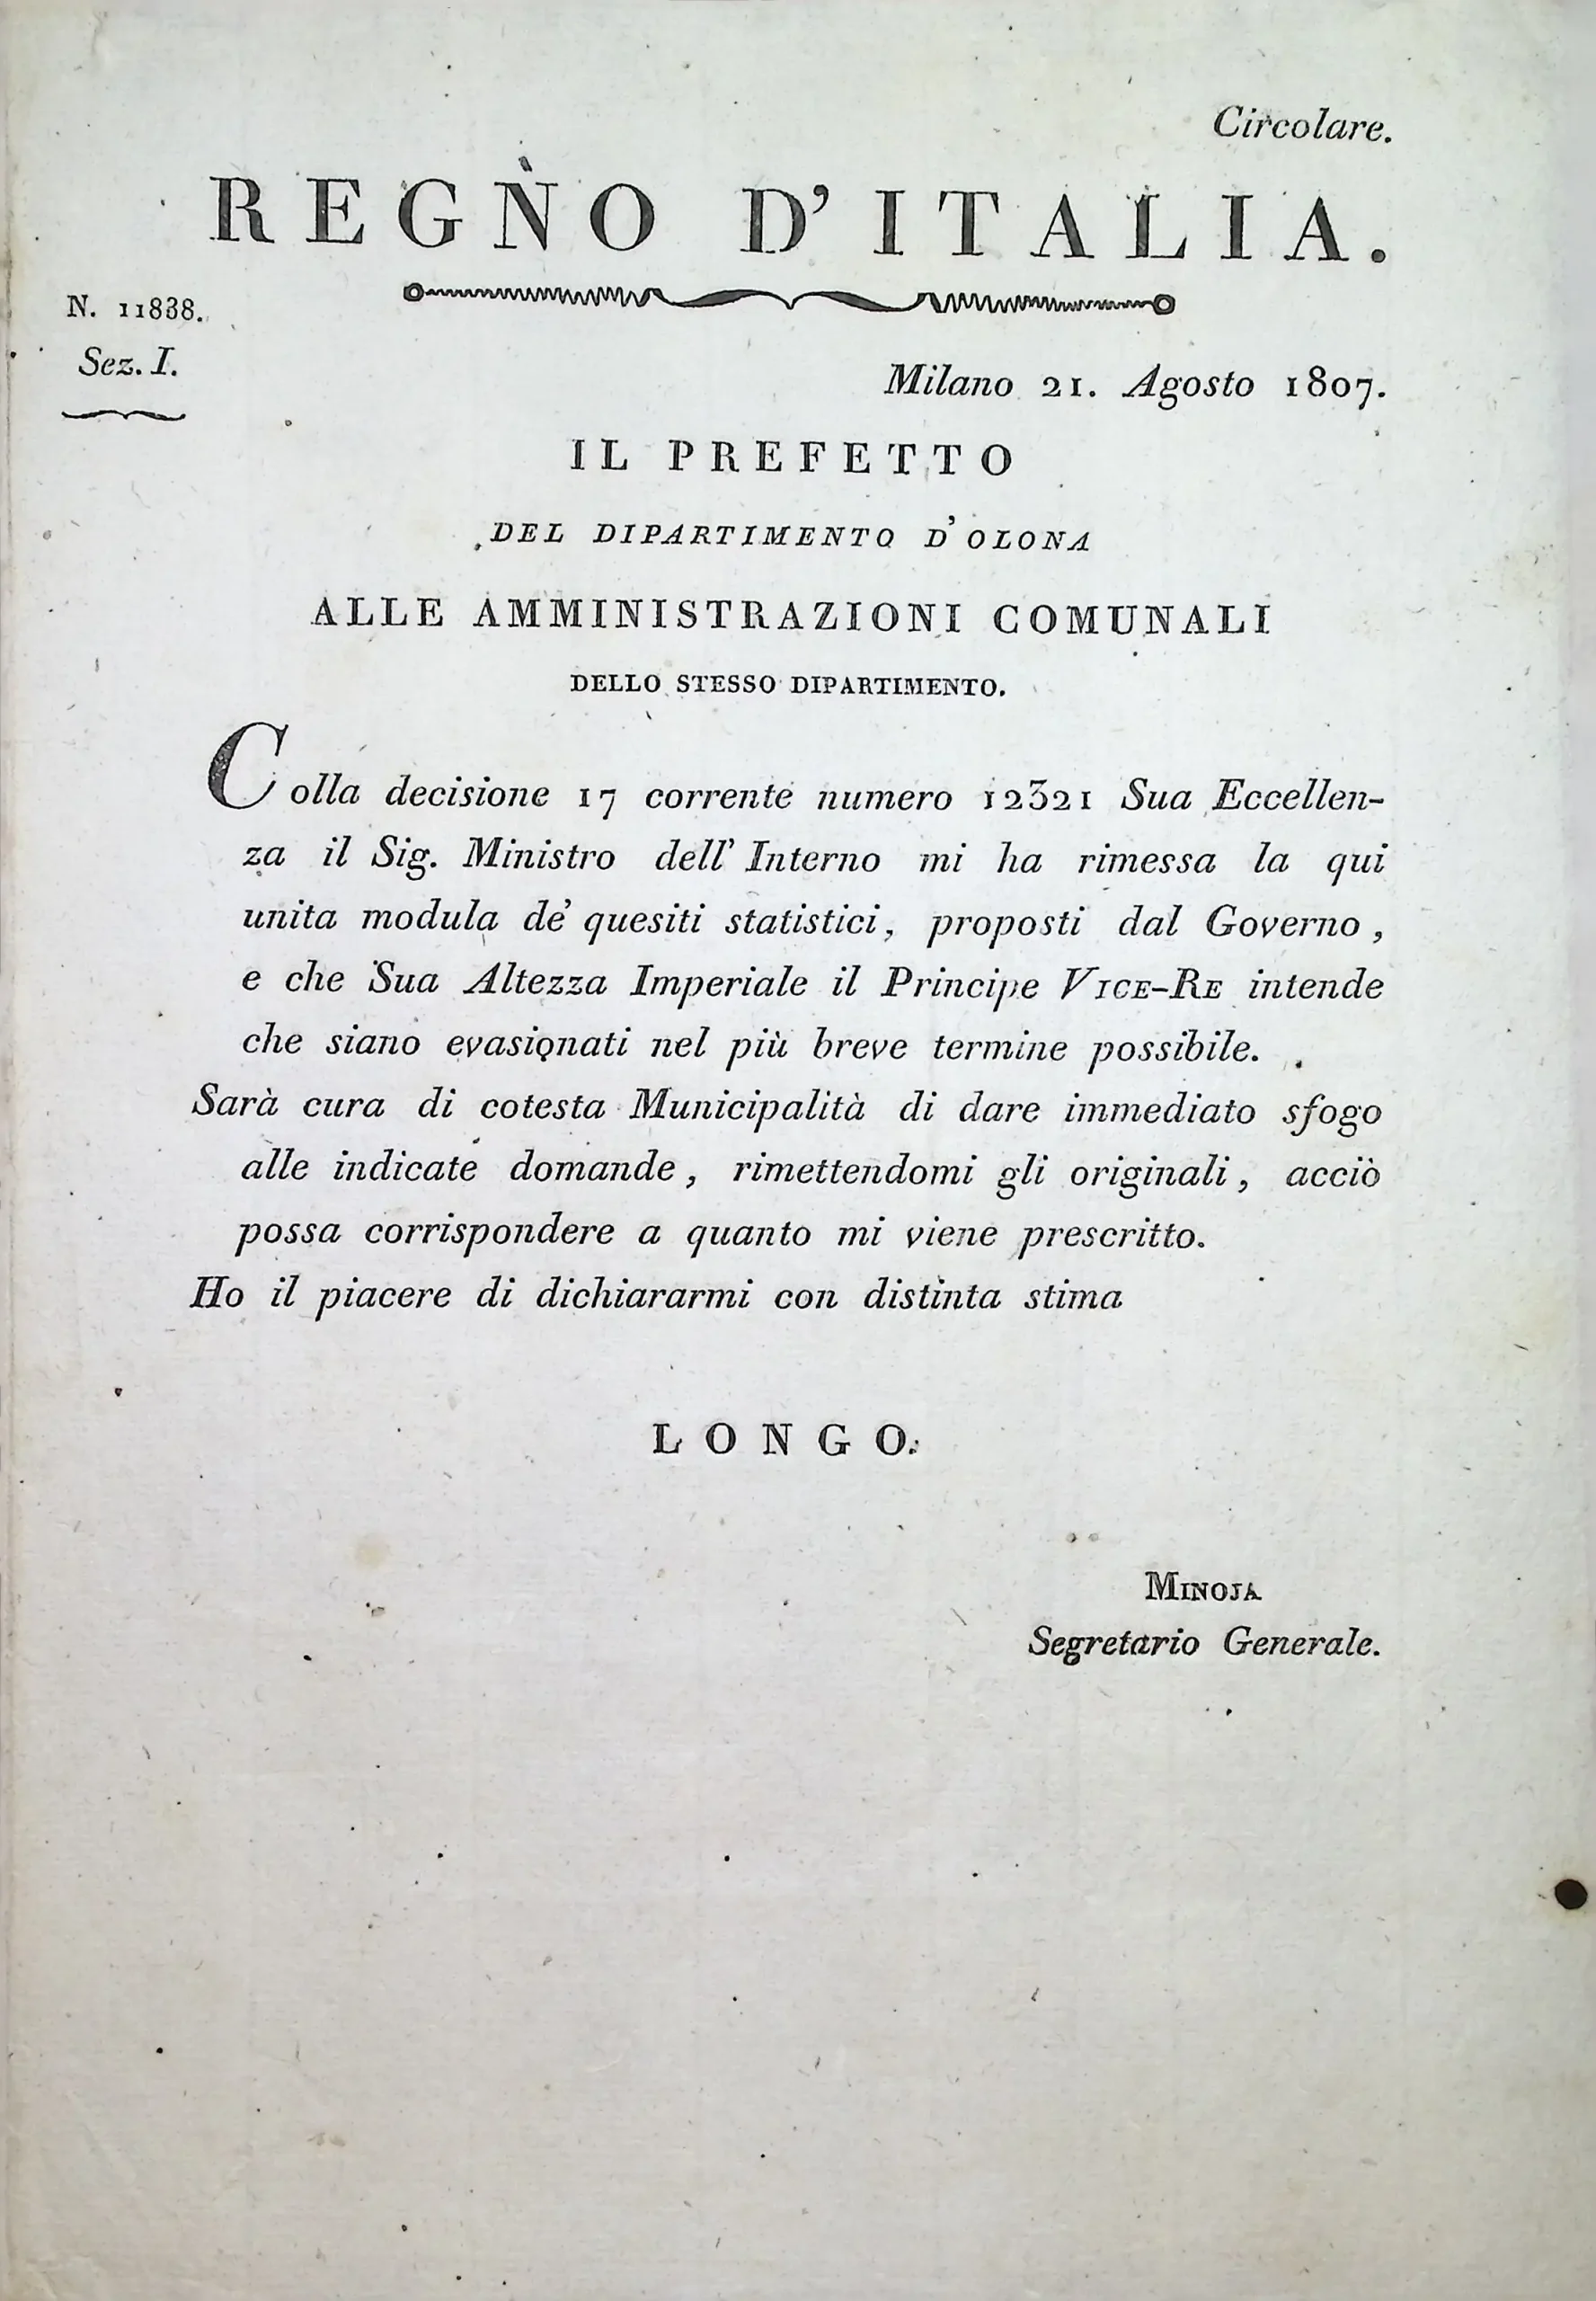 Circolare.
REGNO D'ITALIA.
N. 11838.
Sez. I.
Milano 21. Agosto 1807.
IL PREFETTO
DEL DIPARTIMENTO D'OLONA
ALLE AMMINISTRAZIONI COMUNALI
DELLO STESSO DIPARTIMENTO.
Colla decisione 17 corrente numero 12321 Sua Eccellen-
za il Sig. Ministro dell' Interno mi ha rimessa la qui
unita modula de' quesiti statistici, proposti dal Governo,
e che Sua Altezza Imperiale il Principe VICE-RE intende
che siano evasionati nel più breve termine possibile.
Sarà cura di cotesta Municipalità di dare immediato sfogo
alle indicate domande, rimettendomi gli originali, acciò
possa corrispondere a quanto mi viene prescritto.
Ho il piacere di dichiararmi con distinta stima
LONGO.
MINOJA
Segretario Generale.